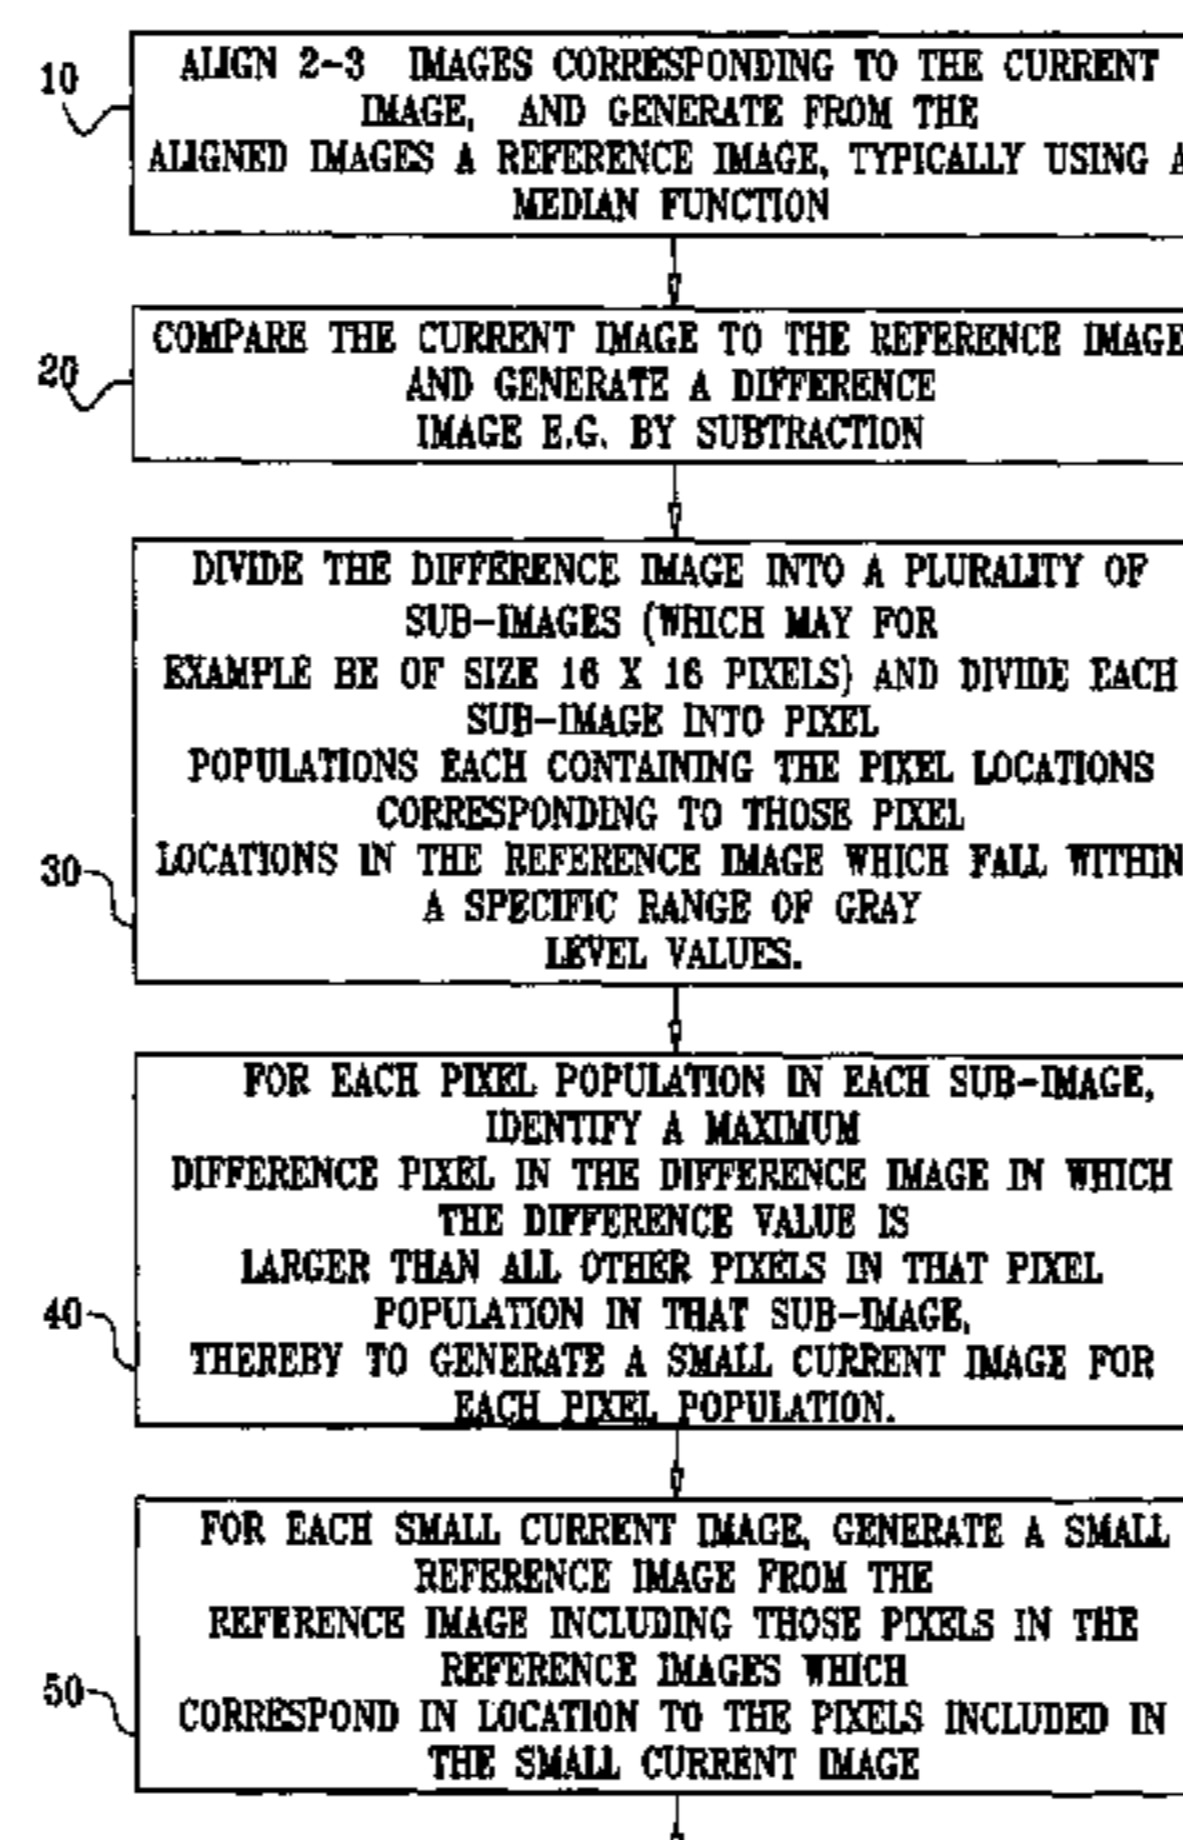 10
ALIGN 2-3 IMAGES CORRESPONDING TO THE CURRENT
IMAGE, AND GENERATE FROM THE
ALIGNED IMAGES A REFERENCE IMAGE, TYPICALLY USING A
MEDIAN FUNCTION
20
COMPARE THE CURRENT IMAGE TO THE REFERENCE IMAGE
AND GENERATE A DIFFERENCE
IMAGE E.G. BY SUBTRACTION
30
DIVIDE THE DIFFERENCE IMAGE INTO A PLURALITY OF
SUB-IMAGES (WHICH MAY FOR
EXAMPLE BE OF SIZE 16 X 16 PIXELS) AND DIVIDE EACH
SUB-IMAGE INTO PIXEL
POPULATIONS EACH CONTAINING THE PIXEL LOCATIONS
CORRESPONDING TO THOSE PIXEL
LOCATIONS IN THE REFERENCE IMAGE WHICH FALL WITHIN
A SPECIFIC RANGE OF GRAY
LEVEL VALUES.
40
FOR EACH PIXEL POPULATION IN EACH SUB-IMAGE,
IDENTIFY A MAXIMUM
DIFFERENCE PIXEL IN THE DIFFERENCE IMAGE IN WHICH
THE DIFFERENCE VALUE IS
LARGER THAN ALL OTHER PIXELS IN THAT PIXEL
POPULATION IN THAT SUB-IMAGE,
THEREBY TO GENERATE A SMALL CURRENT IMAGE FOR
EACH PIXEL POPULATION.
50
FOR EACH SMALL CURRENT IMAGE, GENERATE A SMALL
REFERENCE IMAGE FROM THE
REFERENCE IMAGE INCLUDING THOSE PIXELS IN THE
REFERENCE IMAGES WHICH
CORRESPOND IN LOCATION TO THE PIXELS INCLUDED IN
THE SMALL CURRENT IMAGE